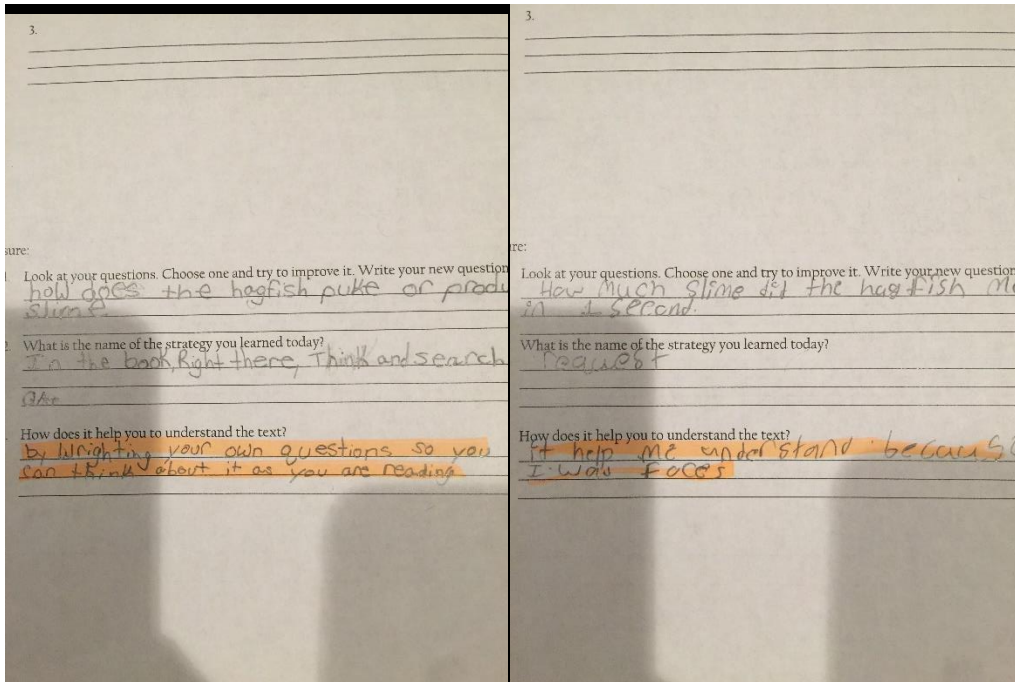 3.
sure:
Look at your questions. Choose one and try to improve it. Write your new question
how does the hagfish puke or produ
Slime
What is the name of the strategy you learned today?
In the book, Right there, Think and search
How does it help you to understand the text?
by Wrighting your own questions so you
can think about it as you are reading
3.
re:
Look at your questions. Choose one and try to improve it. Write your new question
How Much Slime did the hag fish Ma
in 1 second.
What is the name of the strategy you learned today?
request
How does it help you to understand the text?
It help me understand becaus
I was foces